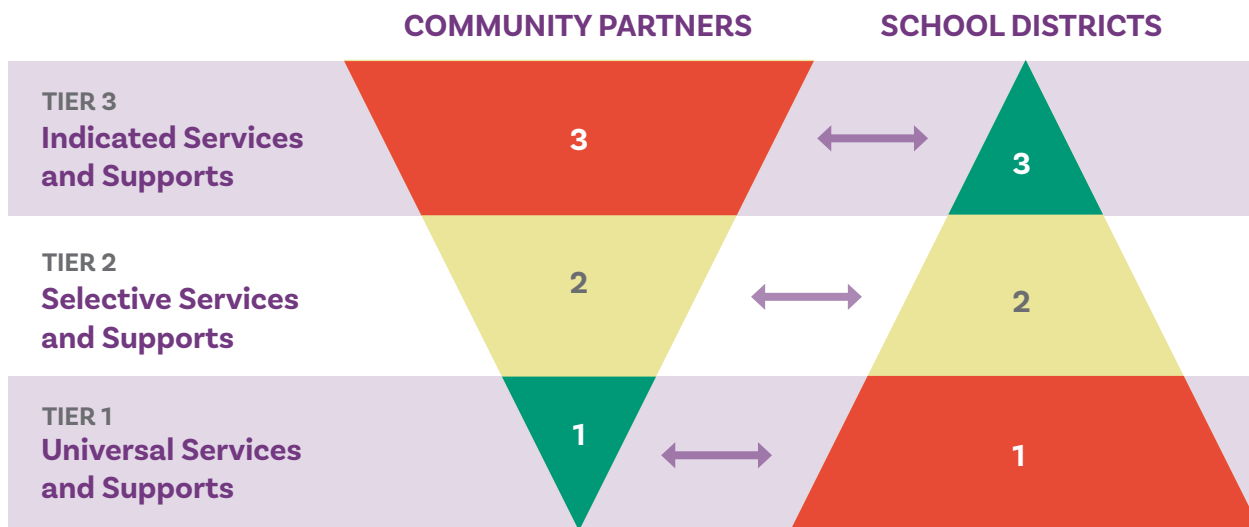 COMMUNITY PARTNERS
SCHOOL DISTRICTS
TIER 3
Indicated Services
and Supports
3
3
TIER 2
Selective Services
and Supports
2
2
TIER 1
Universal Services
and Supports
1
1